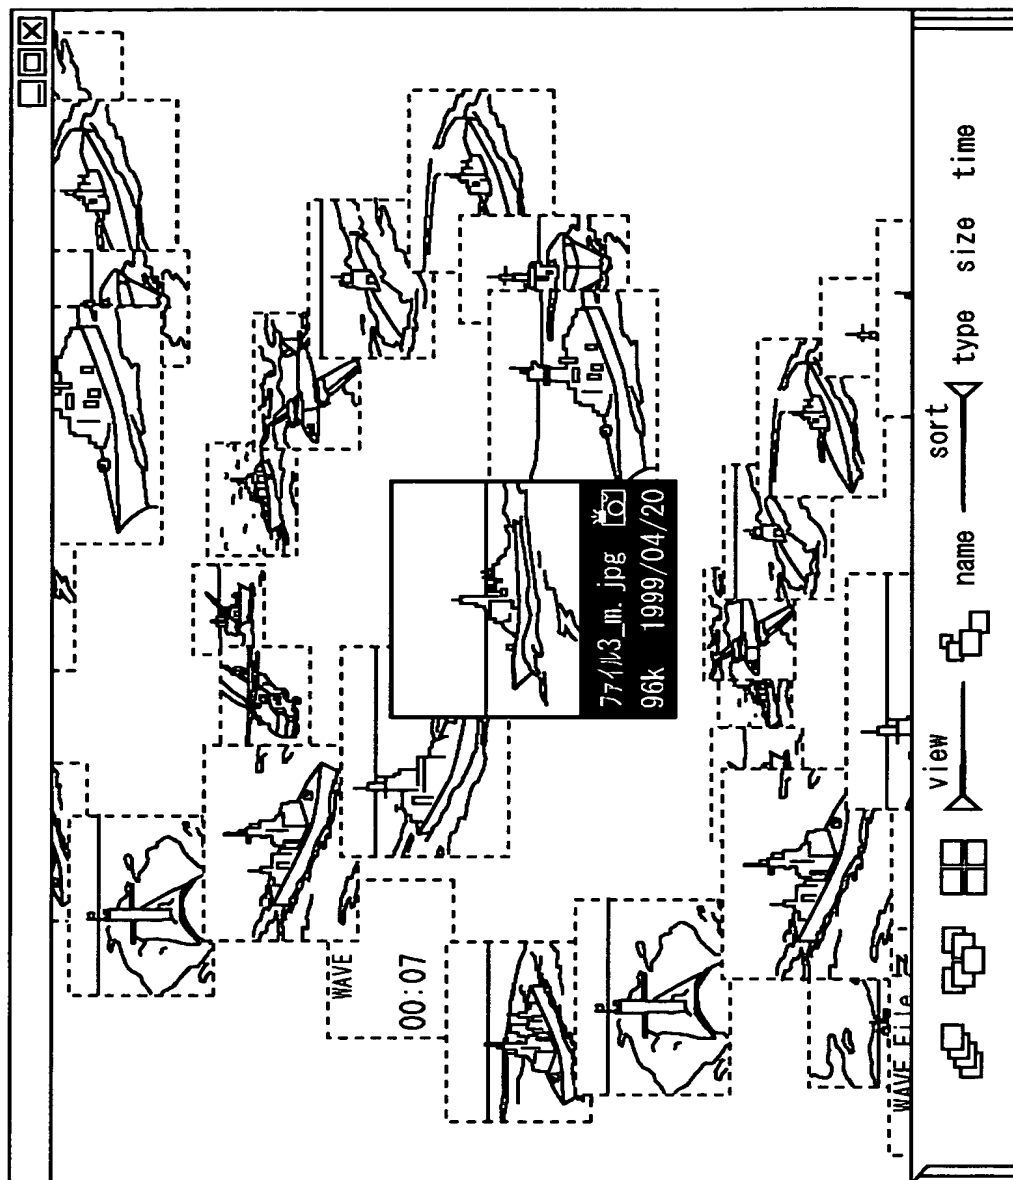 WAVE
00:07
ファイル3_m.jpg
96k 1999/04/20
WAVE File
view name sort type size time